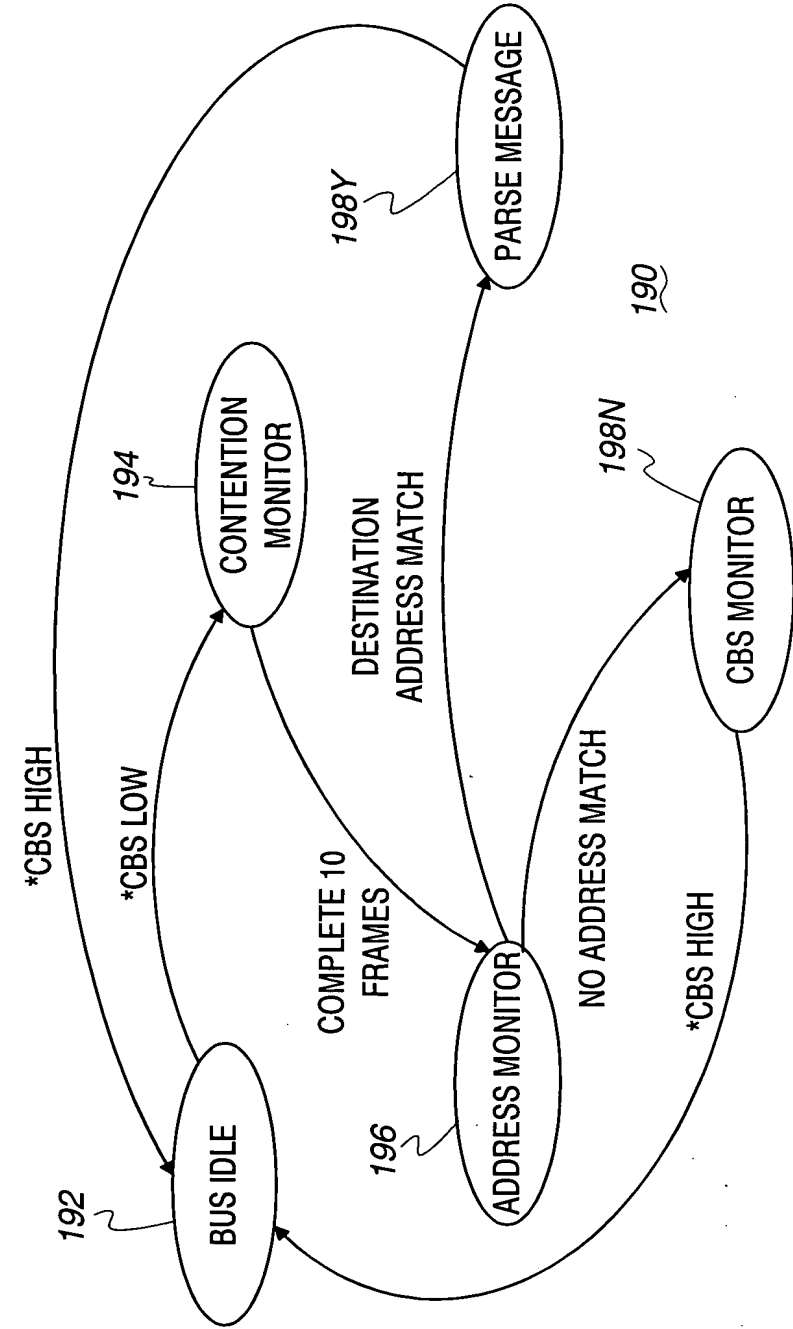 *CBS HIGH
192
BUS IDLE
*CBS LOW
194
CONTENTION
MONITOR
COMPLETE 10
FRAMES
196
ADDRESS MONITOR
DESTINATION
ADDRESS MATCH
198Y
PARSE MESSAGE
NO ADDRESS MATCH
198N
CBS MONITOR
*CBS HIGH
190